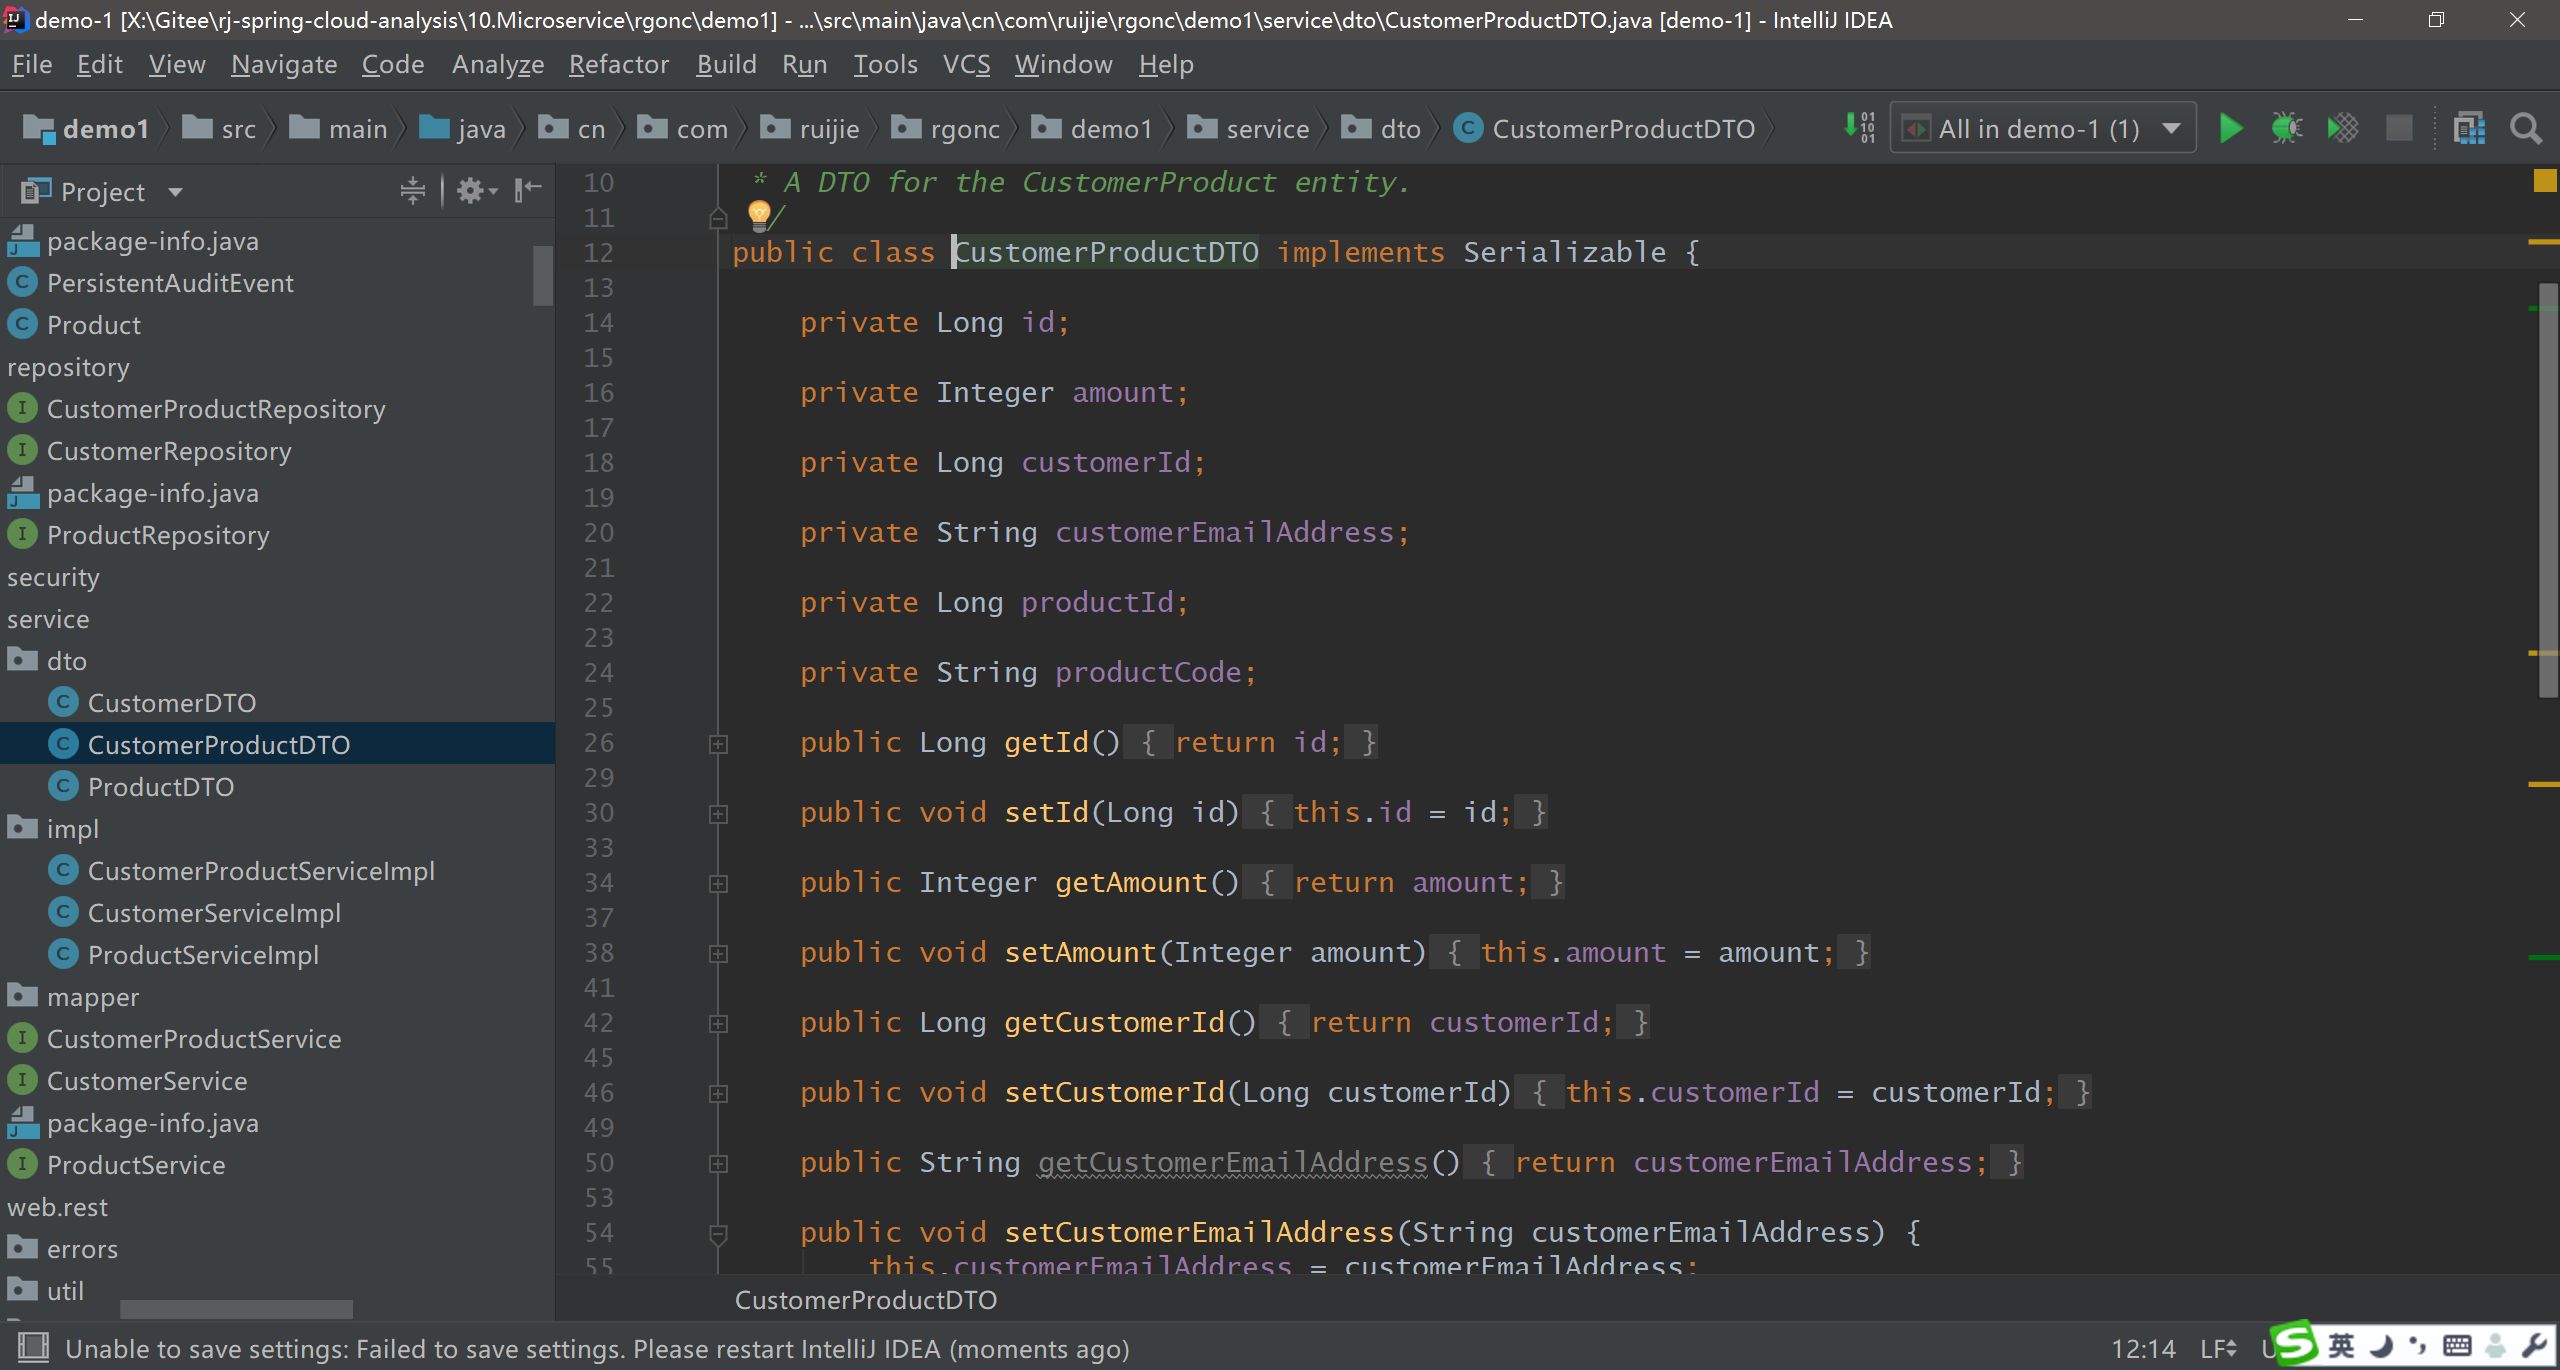 demo-1 [X:\Gitee\rj-spring-cloud-analysis\10.Microservice\rgonc\demo1] - ...\src\main\java\cn\com\ruijie\rgonc\demo1\service\dto\CustomerProductDTO.java [demo-1] - IntelliJ IDEA
File Edit View Navigate Code Analyze Refactor Build Run Tools VCS Window Help
demo1 src main java cn com ruijie rgonc demo1 service dto CustomerProductDTO All in demo-1 (1)
Project
package-info.java
PersistentAuditEvent
Product
repository
CustomerProductRepository
CustomerRepository
package-info.java
ProductRepository
security
service
dto
CustomerDTO
CustomerProductDTO
ProductDTO
impl
CustomerProductServiceImpl
CustomerServiceImpl
ProductServiceImpl
mapper
CustomerProductService
CustomerService
package-info.java
ProductService
web.rest
errors
util
10 * A DTO for the CustomerProduct entity.
11 /
12 public class CustomerProductDTO implements Serializable {
13
14 private Long id;
15
16 private Integer amount;
17
18 private Long customerId;
19
20 private String customerEmailAddress;
21
22 private Long productId;
23
24 private String productCode;
25
26 public Long getId() { return id; }
29
30 public void setId(Long id) { this.id = id; }
33
34 public Integer getAmount() { return amount; }
37
38 public void setAmount(Integer amount) { this.amount = amount; }
41
42 public Long getCustomerId() { return customerId; }
45
46 public void setCustomerId(Long customerId) { this.customerId = customerId; }
49
50 public String getCustomerEmailAddress() { return customerEmailAddress; }
53
54 public void setCustomerEmailAddress(String customerEmailAddress) {
55 this.customerEmailAddress = customerEmailAddress;
CustomerProductDTO
Unable to save settings: Failed to save settings. Please restart IntelliJ IDEA (moments ago)
12:14 LF 英